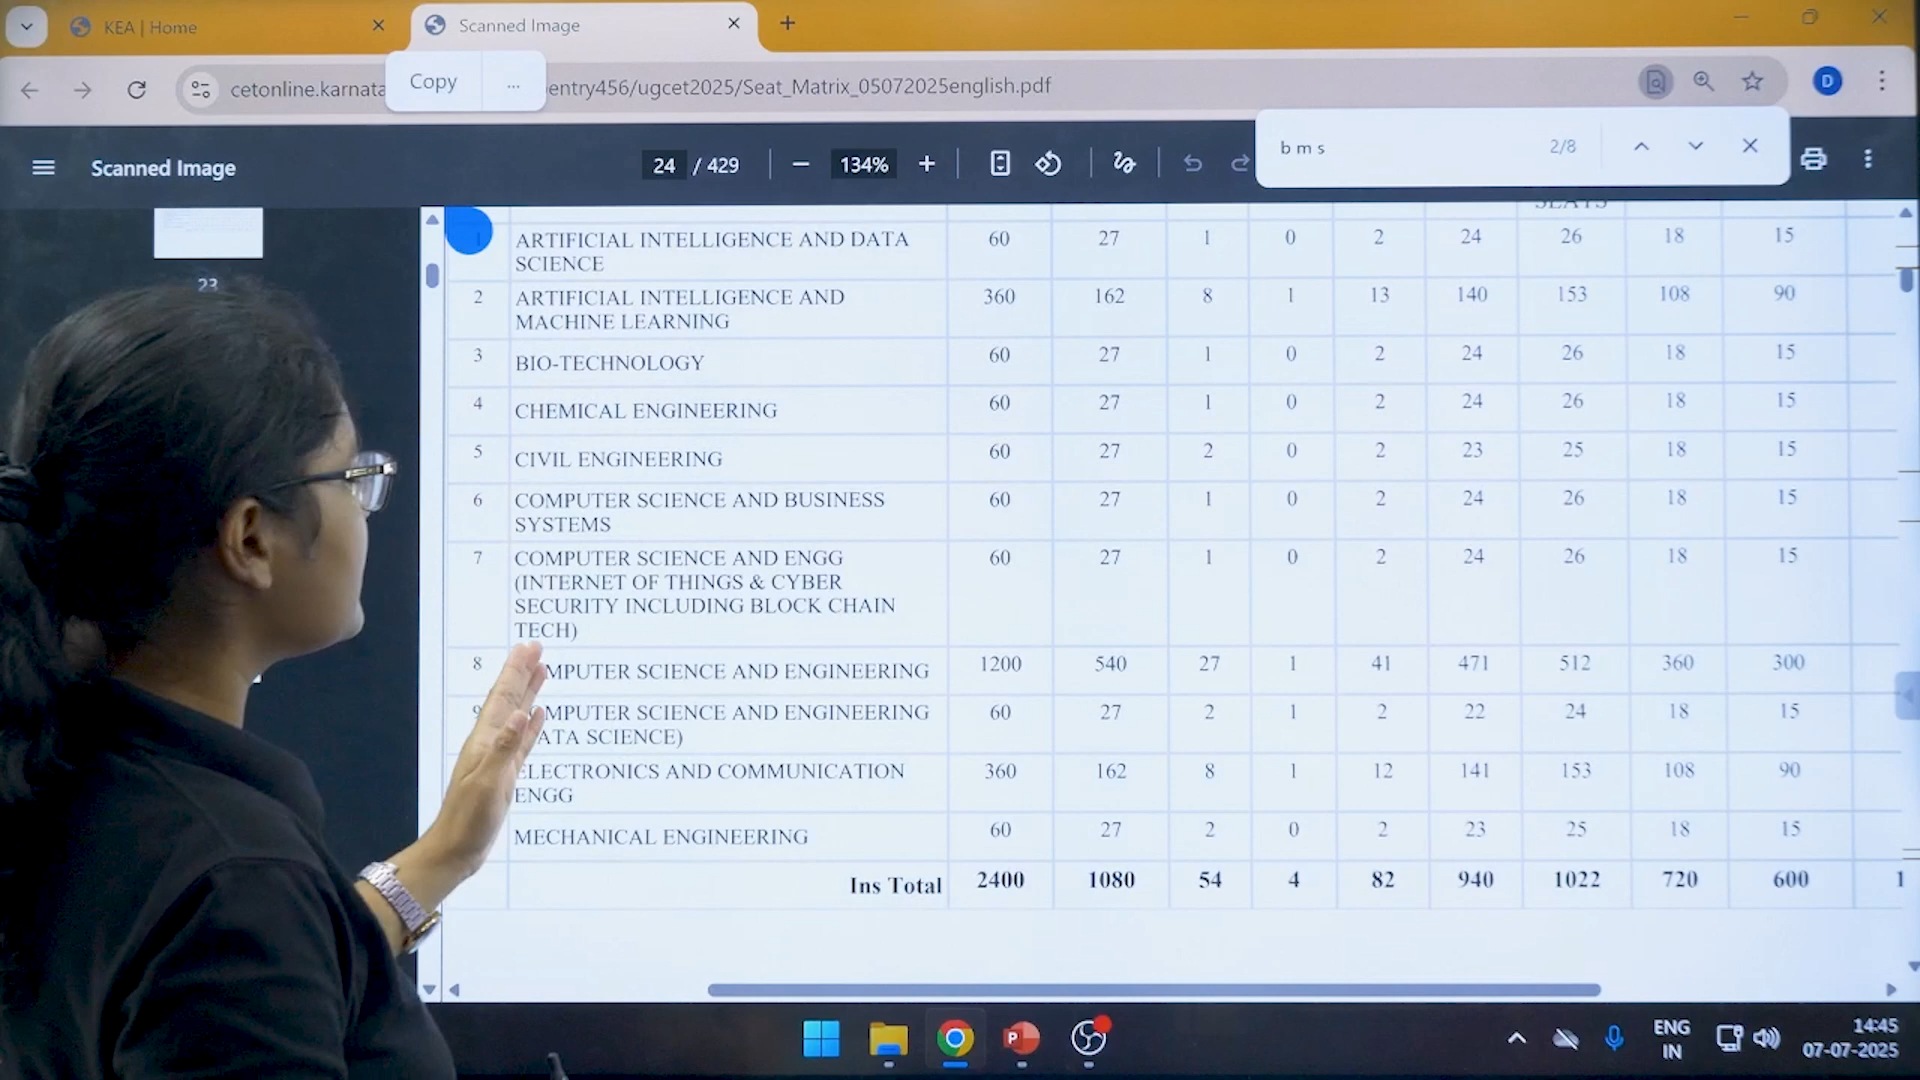 KEA | Home
Scanned Image
Copy
...
cetonline.karnata
entry456/ugcet2025/Seat_Matrix_05072025english.pdf
D
b m s
2/8
Scanned Image
24 / 429
134%
23
SEATS
1 ARTIFICIAL INTELLIGENCE AND DATA 60 27 1 0 2 24 26 18 15
SCIENCE
2 ARTIFICIAL INTELLIGENCE AND 360 162 8 1 13 140 153 108 90
MACHINE LEARNING
3 BIO-TECHNOLOGY 60 27 1 0 2 24 26 18 15
4 CHEMICAL ENGINEERING 60 27 1 0 2 24 26 18 15
5 CIVIL ENGINEERING 60 27 2 0 2 23 25 18 15
6 COMPUTER SCIENCE AND BUSINESS 60 27 1 0 2 24 26 18 15
SYSTEMS
7 COMPUTER SCIENCE AND ENGG 60 27 1 0 2 24 26 18 15
(INTERNET OF THINGS & CYBER
SECURITY INCLUDING BLOCK CHAIN
TECH)
8 MPUTER SCIENCE AND ENGINEERING 1200 540 27 1 41 471 512 360 300
9 OMPUTER SCIENCE AND ENGINEERING 60 27 2 1 2 22 24 18 15
ATA SCIENCE)
ELECTRONICS AND COMMUNICATION 360 162 8 1 12 141 153 108 90
ENGG
MECHANICAL ENGINEERING 60 27 2 0 2 23 25 18 15
Ins Total 2400 1080 54 4 82 940 1022 720 600 1
P
ENG
IN
14:45
07-07-2025